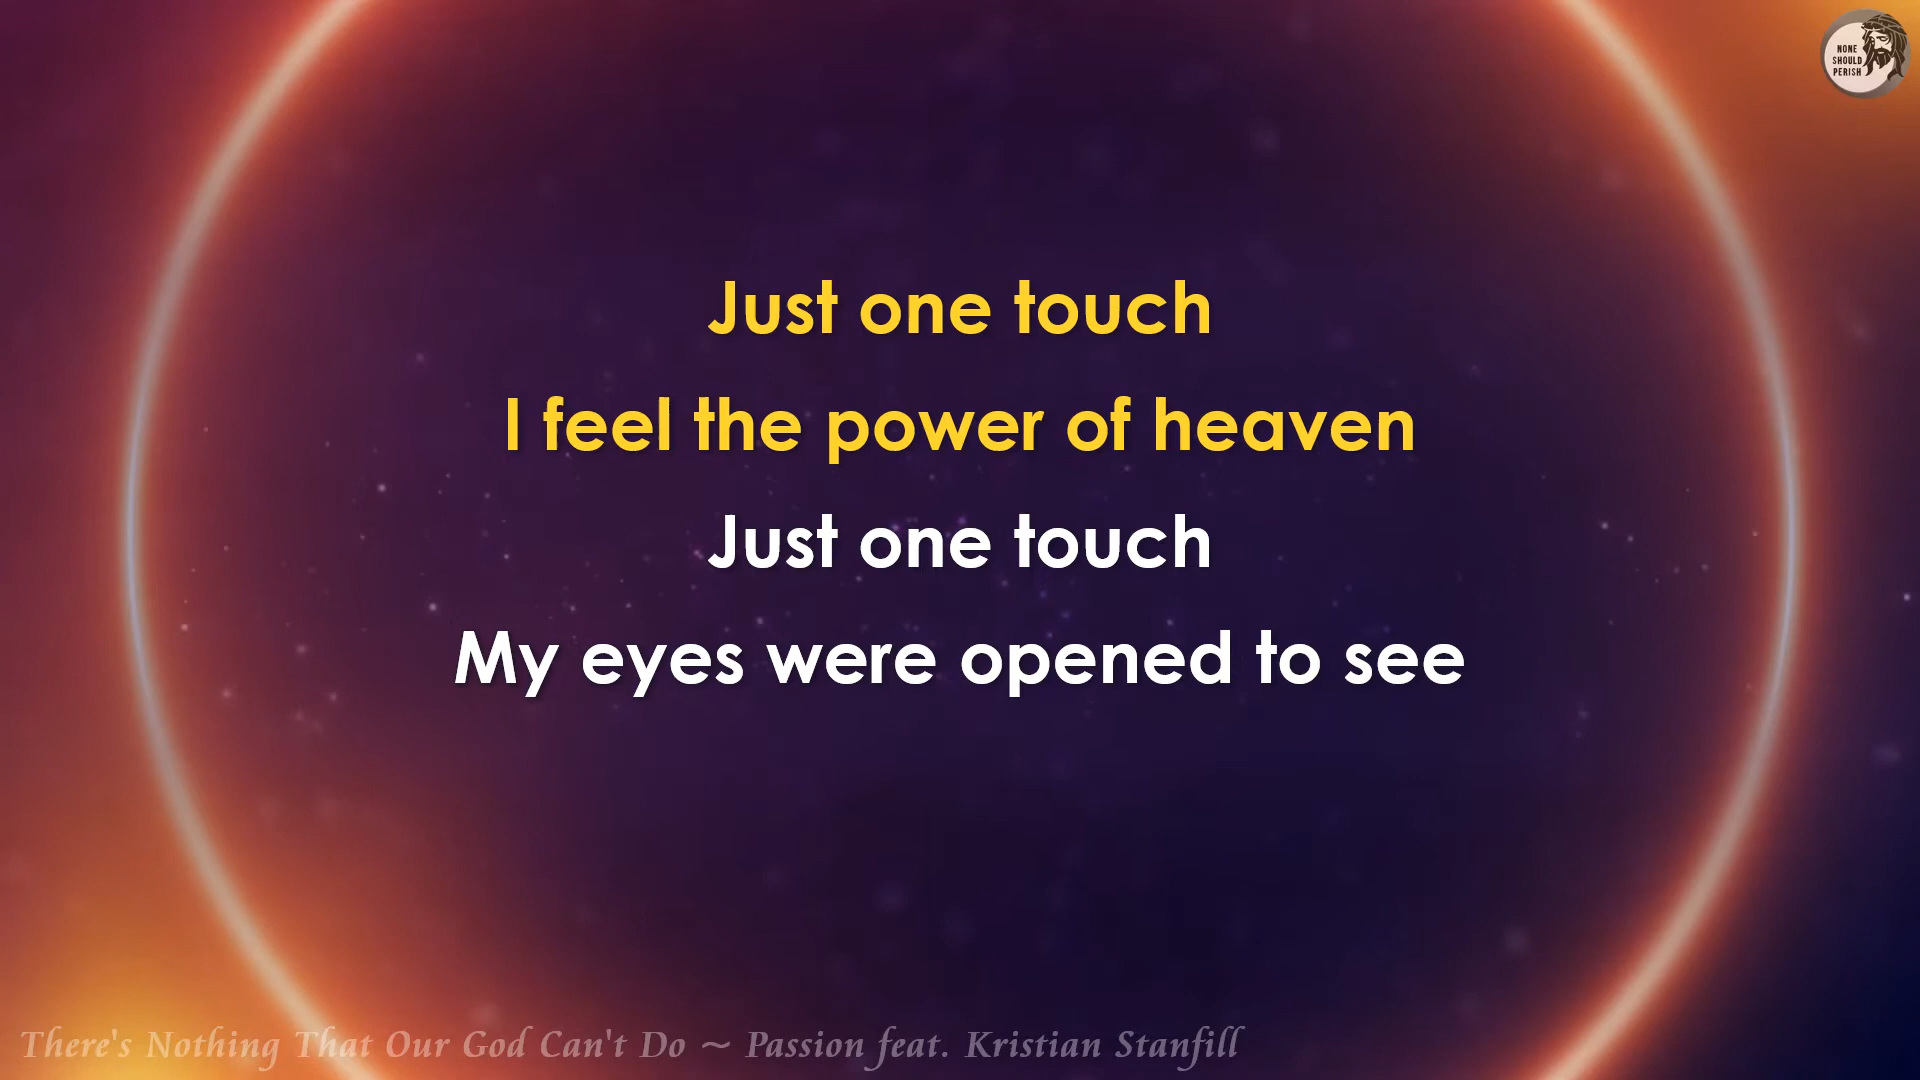 NONE
SHOULD
PERISH
Just one touch
I feel the power of heaven
Just one touch
My eyes were opened to see
There's Nothing That Our God Can't Do ~ Passion feat. Kristian Stanfill